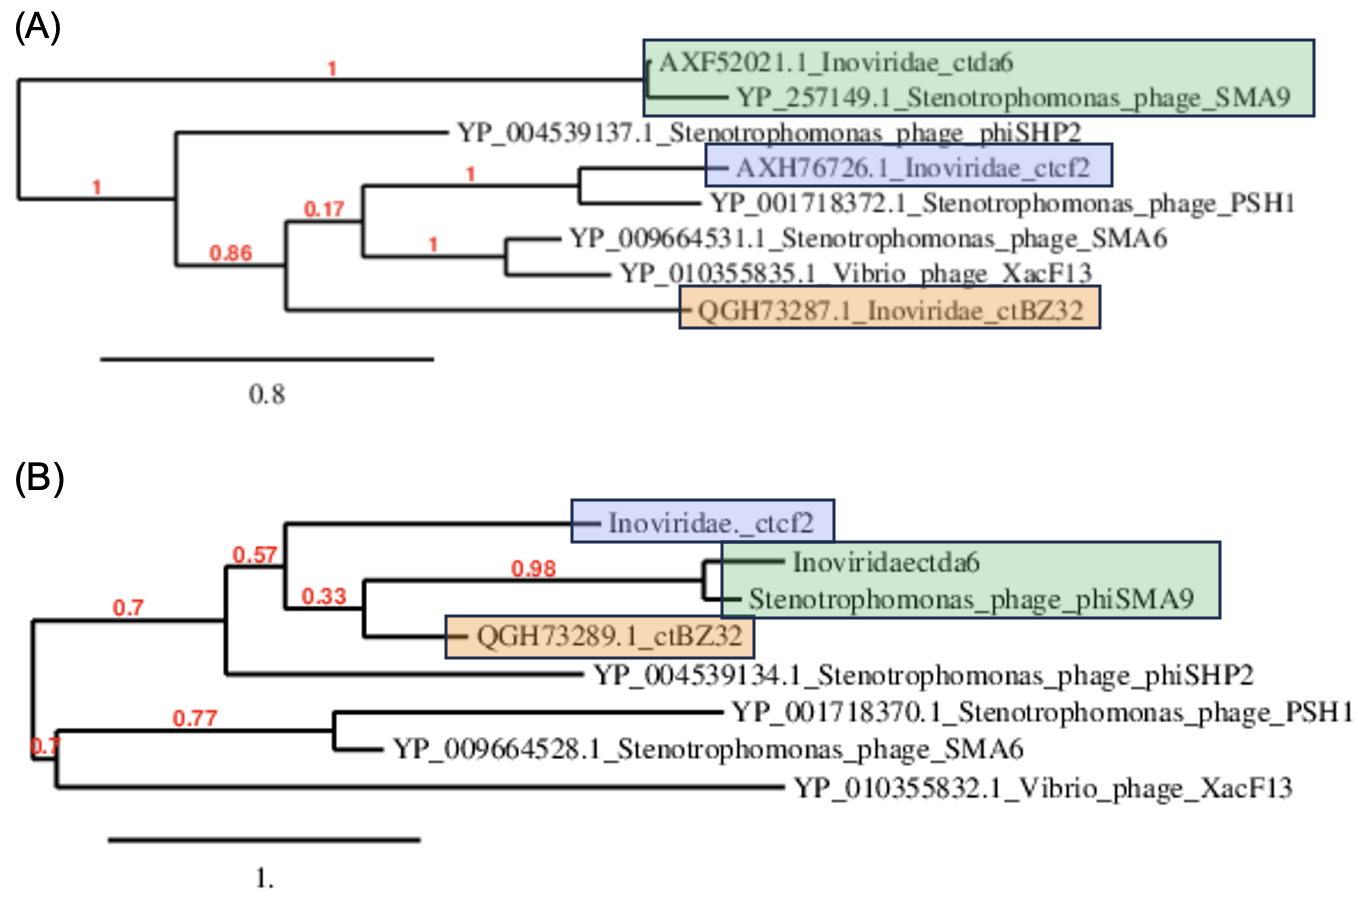 (A)
1
AXF52021.1_Inoviridae_ctda6
YP_257149.1_Stenotrophomonas_phage_SMA9
YP_004539137.1_Stenotrophomonas_phage_phiSHP2
1
1
AXH76726.1_Inoviridae_ctcf2
YP_001718372.1_Stenotrophomonas_phage_PSH1
0.17
0.86
1
YP_009664531.1_Stenotrophomonas_phage_SMA6
YP_010355835.1_Vibrio_phage_XacF13
QGH73287.1_Inoviridae_ctBZ32
0.8
(B)
Inoviridae._ctcf2
0.57
0.98
Inoviridaectda6
0.7
0.33
Stenotrophomonas_phage_phiSMA9
QGH73289.1_ctBZ32
YP_004539134.1_Stenotrophomonas_phage_phiSHP2
0.77
YP_001718370.1_Stenotrophomonas_phage_PSH1
0.7
YP_009664528.1_Stenotrophomonas_phage_SMA6
YP_010355832.1_Vibrio_phage_XacF13
1.